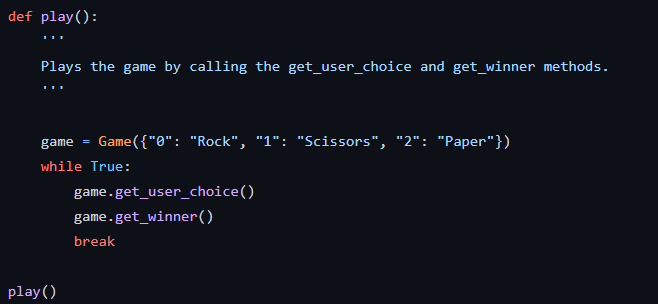 def play():
    '''
    Plays the game by calling the get_user_choice and get_winner methods.
    '''

    game = Game({"0": "Rock", "1": "Scissors", "2": "Paper"})
    while True:
        game.get_user_choice()
        game.get_winner()
        break

play()